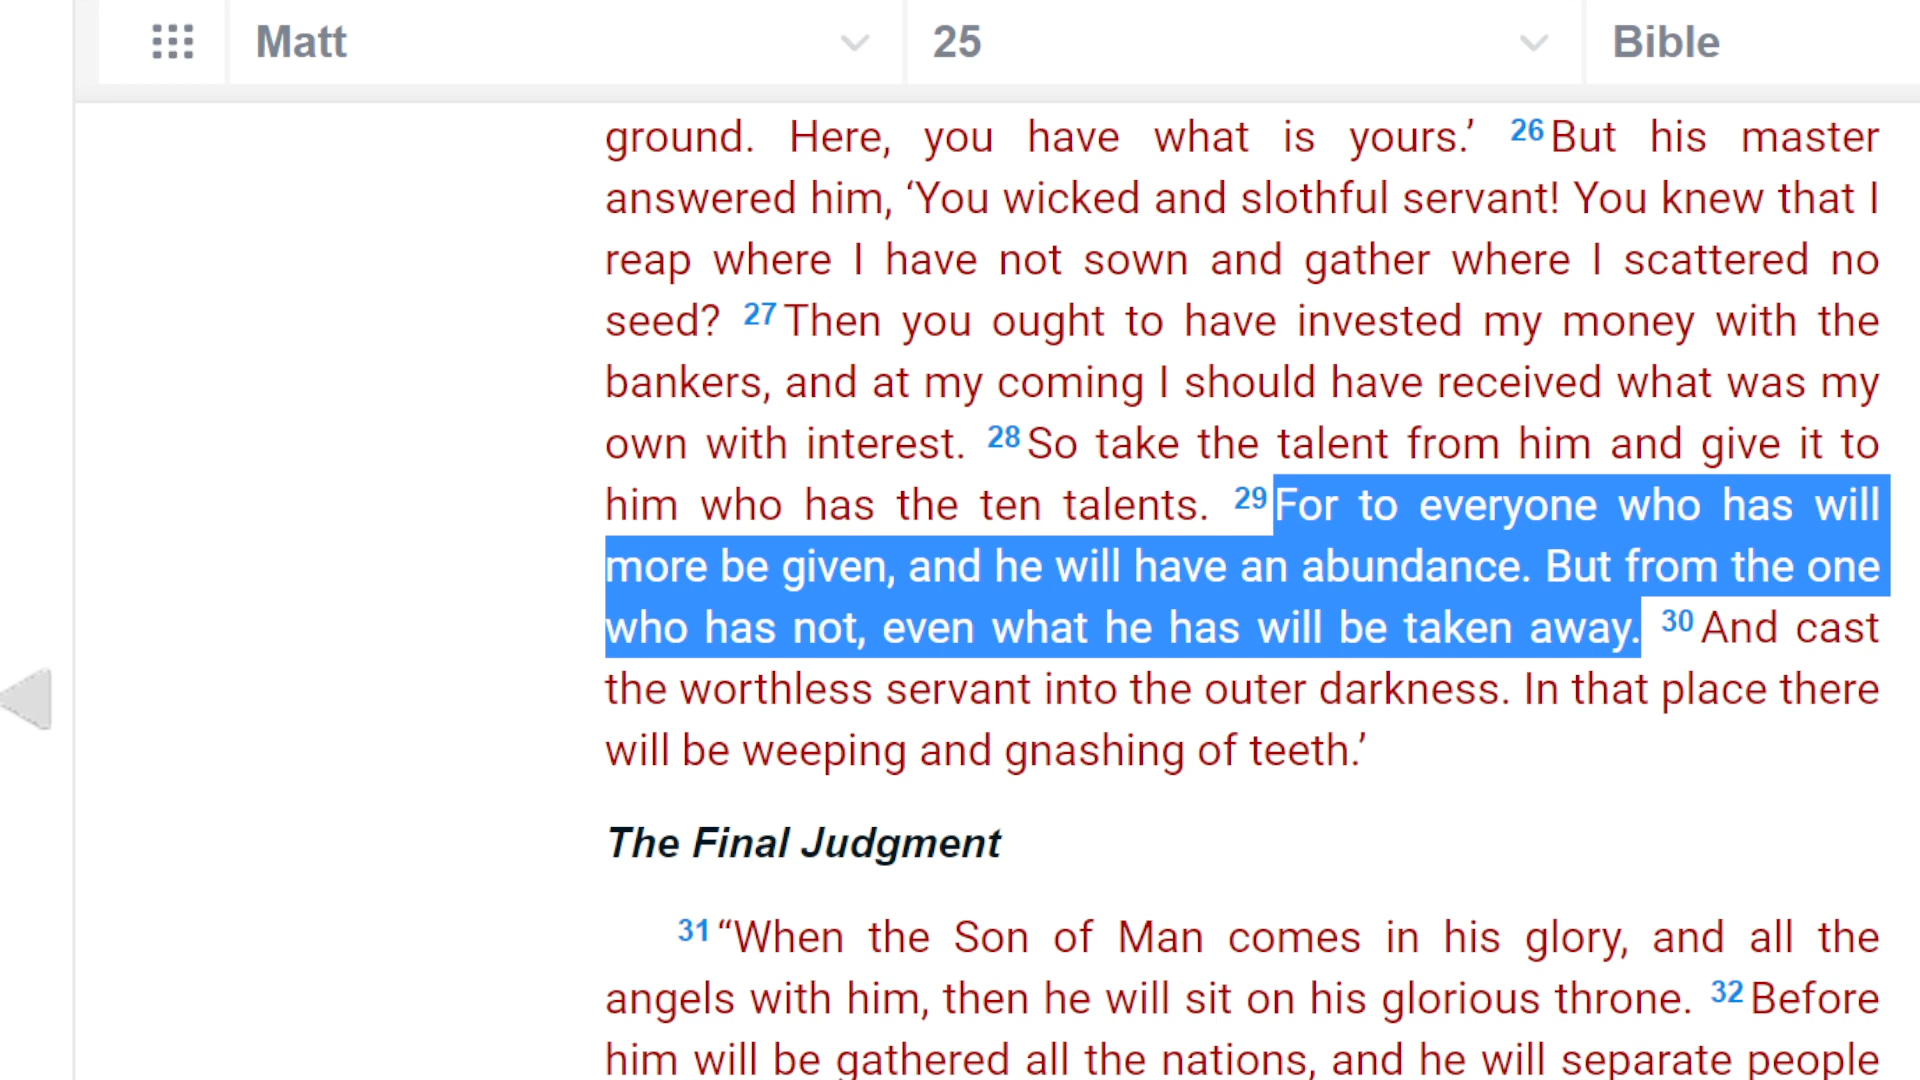 Matt 25 Bible
ground. Here, you have what is yours.’ 26 But his master
answered him, ‘You wicked and slothful servant! You knew that I
reap where I have not sown and gather where I scattered no
seed? 27 Then you ought to have invested my money with the
bankers, and at my coming I should have received what was my
own with interest. 28 So take the talent from him and give it to
him who has the ten talents. 29 For to everyone who has will
more be given, and he will have an abundance. But from the one
who has not, even what he has will be taken away. 30 And cast
the worthless servant into the outer darkness. In that place there
will be weeping and gnashing of teeth.’
The Final Judgment
31 “When the Son of Man comes in his glory, and all the
angels with him, then he will sit on his glorious throne. 32 Before
him will be gathered all the nations, and he will separate people